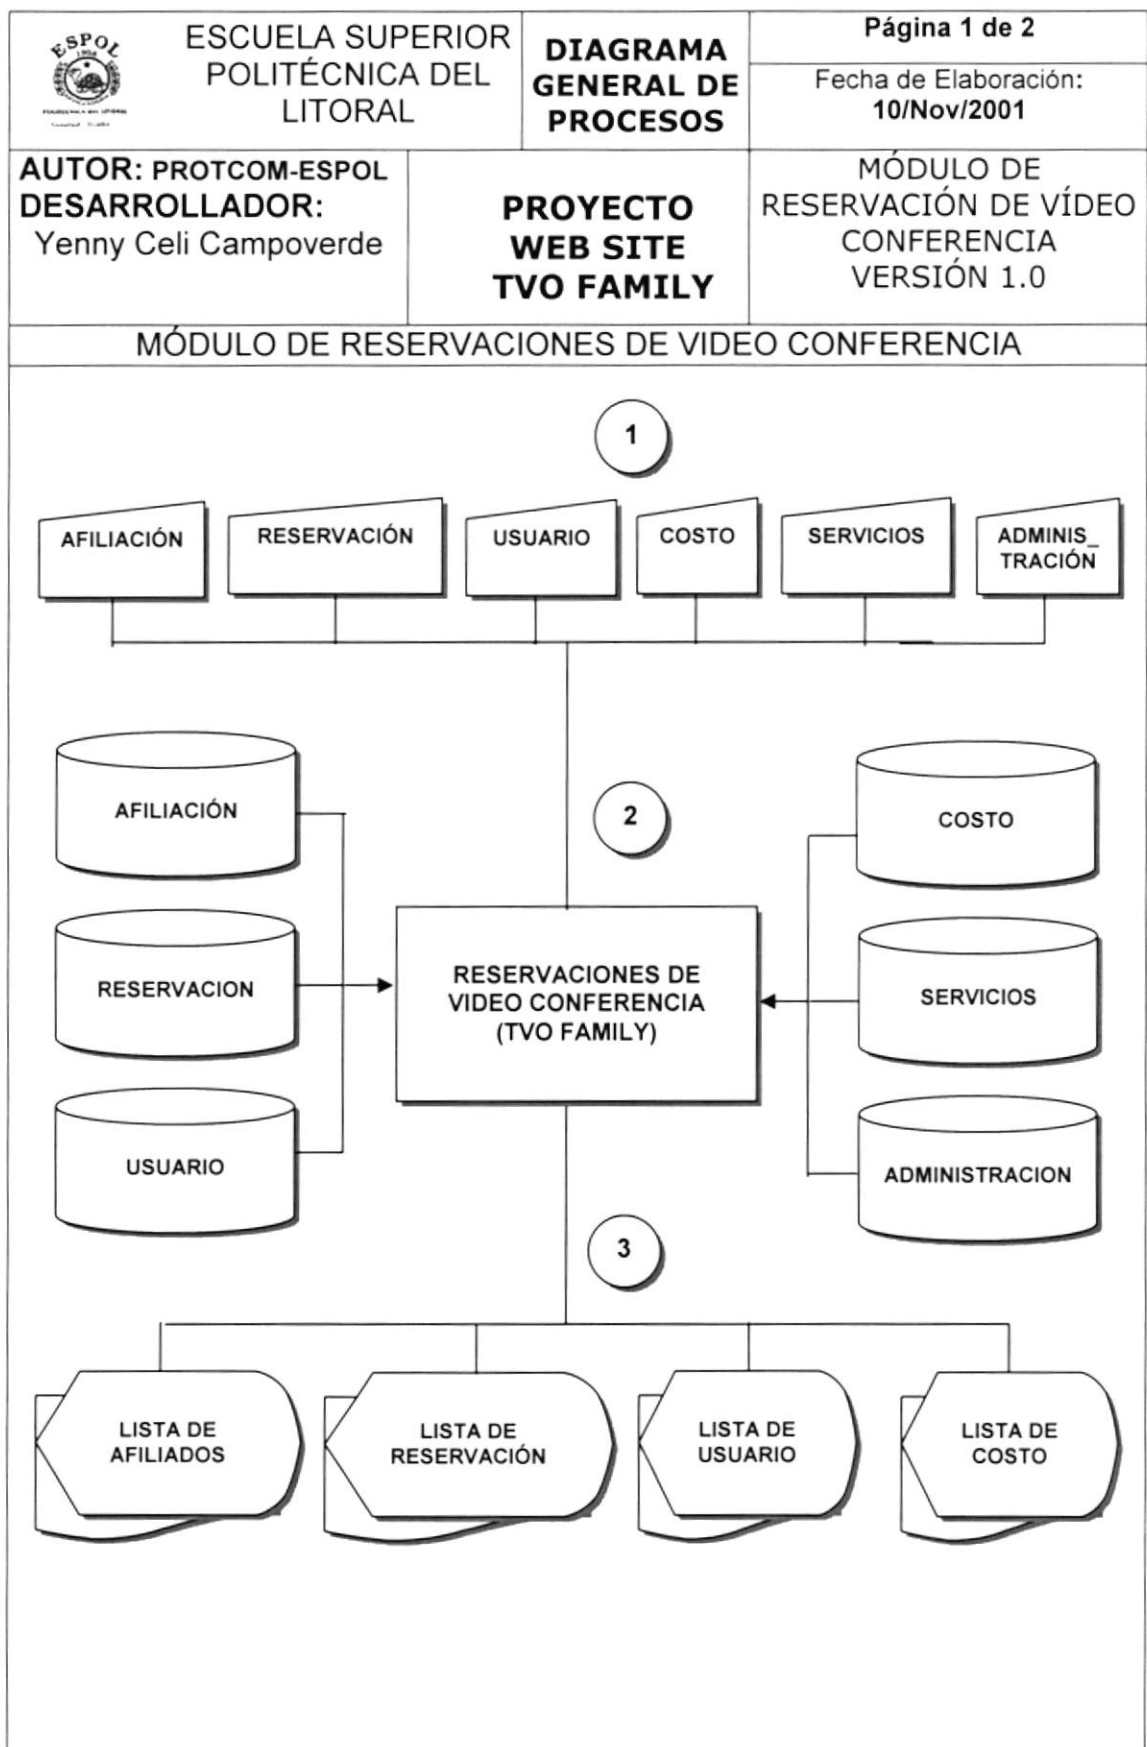 ESPOL
ESCUELA SUPERIOR
POLITÉCNICA DEL
LITORAL
DIAGRAMA
GENERAL DE
PROCESOS
Página 1 de 2
Fecha de Elaboración:
10/Nov/2001
AUTOR: PROTCOM-ESPOL
DESARROLLADOR:
Yenny Celi Campoverde
PROYECTO
WEB SITE
TVO FAMILY
MÓDULO DE
RESERVACIÓN DE VÍDEO
CONFERENCIA
VERSIÓN 1.0
MÓDULO DE RESERVACIONES DE VIDEO CONFERENCIA
1
AFILIACIÓN
RESERVACIÓN
USUARIO
COSTO
SERVICIOS
ADMINIS_
TRACIÓN
AFILIACIÓN
2
COSTO
RESERVACION
RESERVACIONES DE
VIDEO CONFERENCIA
(TVO FAMILY)
SERVICIOS
USUARIO
ADMINISTRACION
3
LISTA DE
AFILIADOS
LISTA DE
RESERVACIÓN
LISTA DE
USUARIO
LISTA DE
COSTO